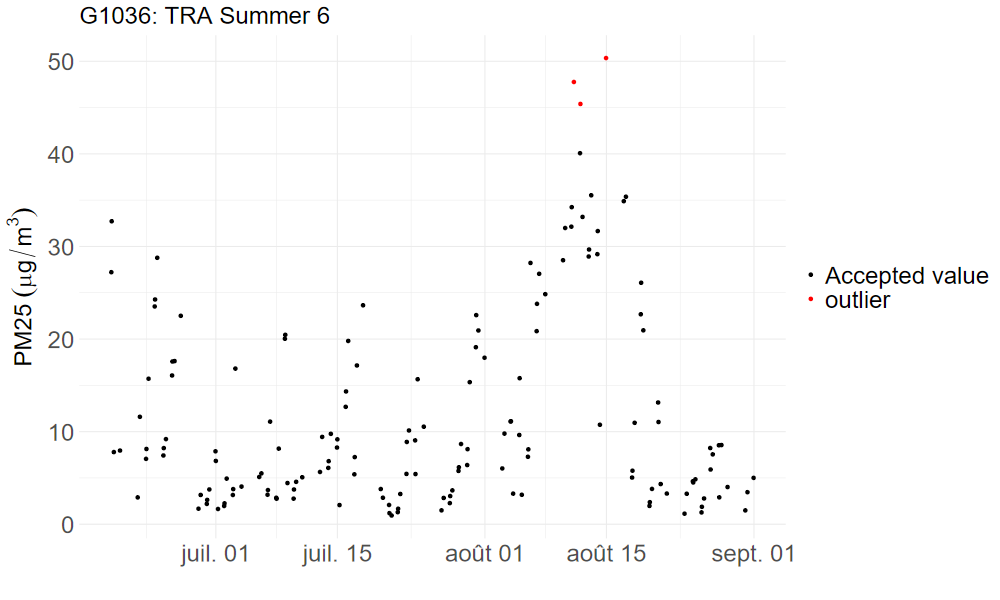 G1036: TRA Summer 6
PM25 (μg/m³)
50
40
30
20
10
0
juil. 01 juil. 15 août 01 août 15 sept. 01
Accepted value
outlier